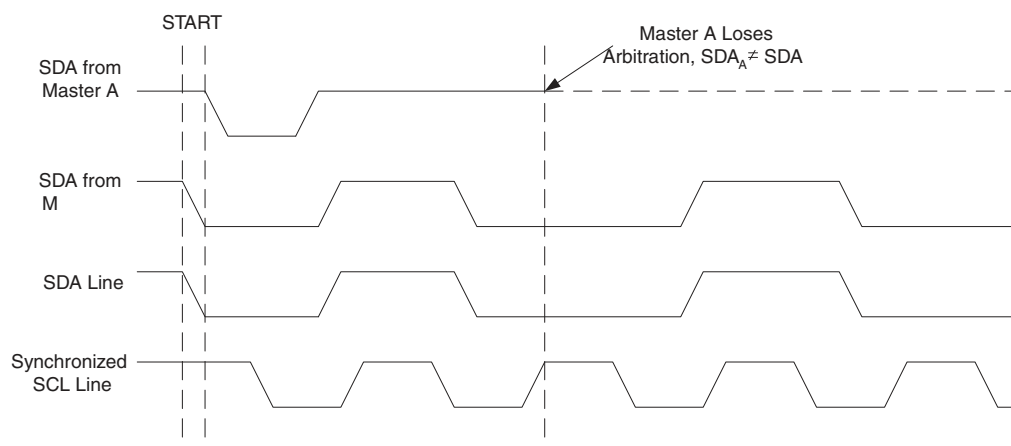 START
SDA from
Master A
Master A Loses
Arbitration, SDA_A ≠ SDA
SDA from
M
SDA Line
Synchronized
SCL Line